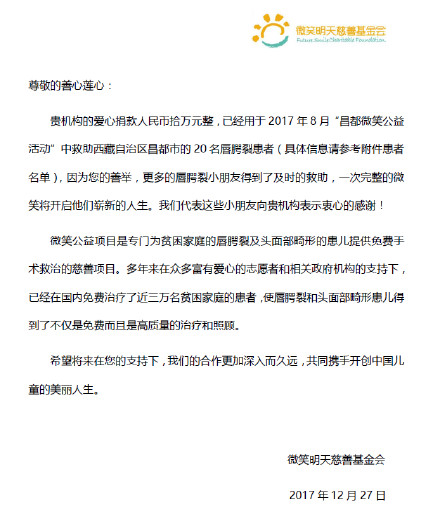 微笑明天慈善基金会
Future Smile Charitable Foundation
尊敬的善心莲心：
贵机构的爱心捐款人民币拾万元整，已经用于 2017 年 8 月“昌都微笑公益
活动”中救助西藏自治区昌都市的 20 名唇腭裂患者（具体信息请参考附件患者
名单），因为您的善举，更多的唇腭裂小朋友得到了及时的救助，一次完整的微
笑将开启他们崭新的人生。我们代表这些小朋友向贵机构表示衷心的感谢！
微笑公益项目是专门为贫困家庭的唇腭裂及头面部畸形的患儿提供免费手
术救治的慈善项目。多年来在众多富有爱心的志愿者和相关政府机构的支持下，
已经在国内免费治疗了近三万名贫困家庭的患者，使唇腭裂和头面部畸形患儿得
到了不仅是免费而且是高质量的治疗和照顾。
希望将来在您的支持下，我们的合作更加深入而久远，共同携手开创中国儿
童的美丽人生。
微笑明天慈善基金会
2017 年 12 月 27 日